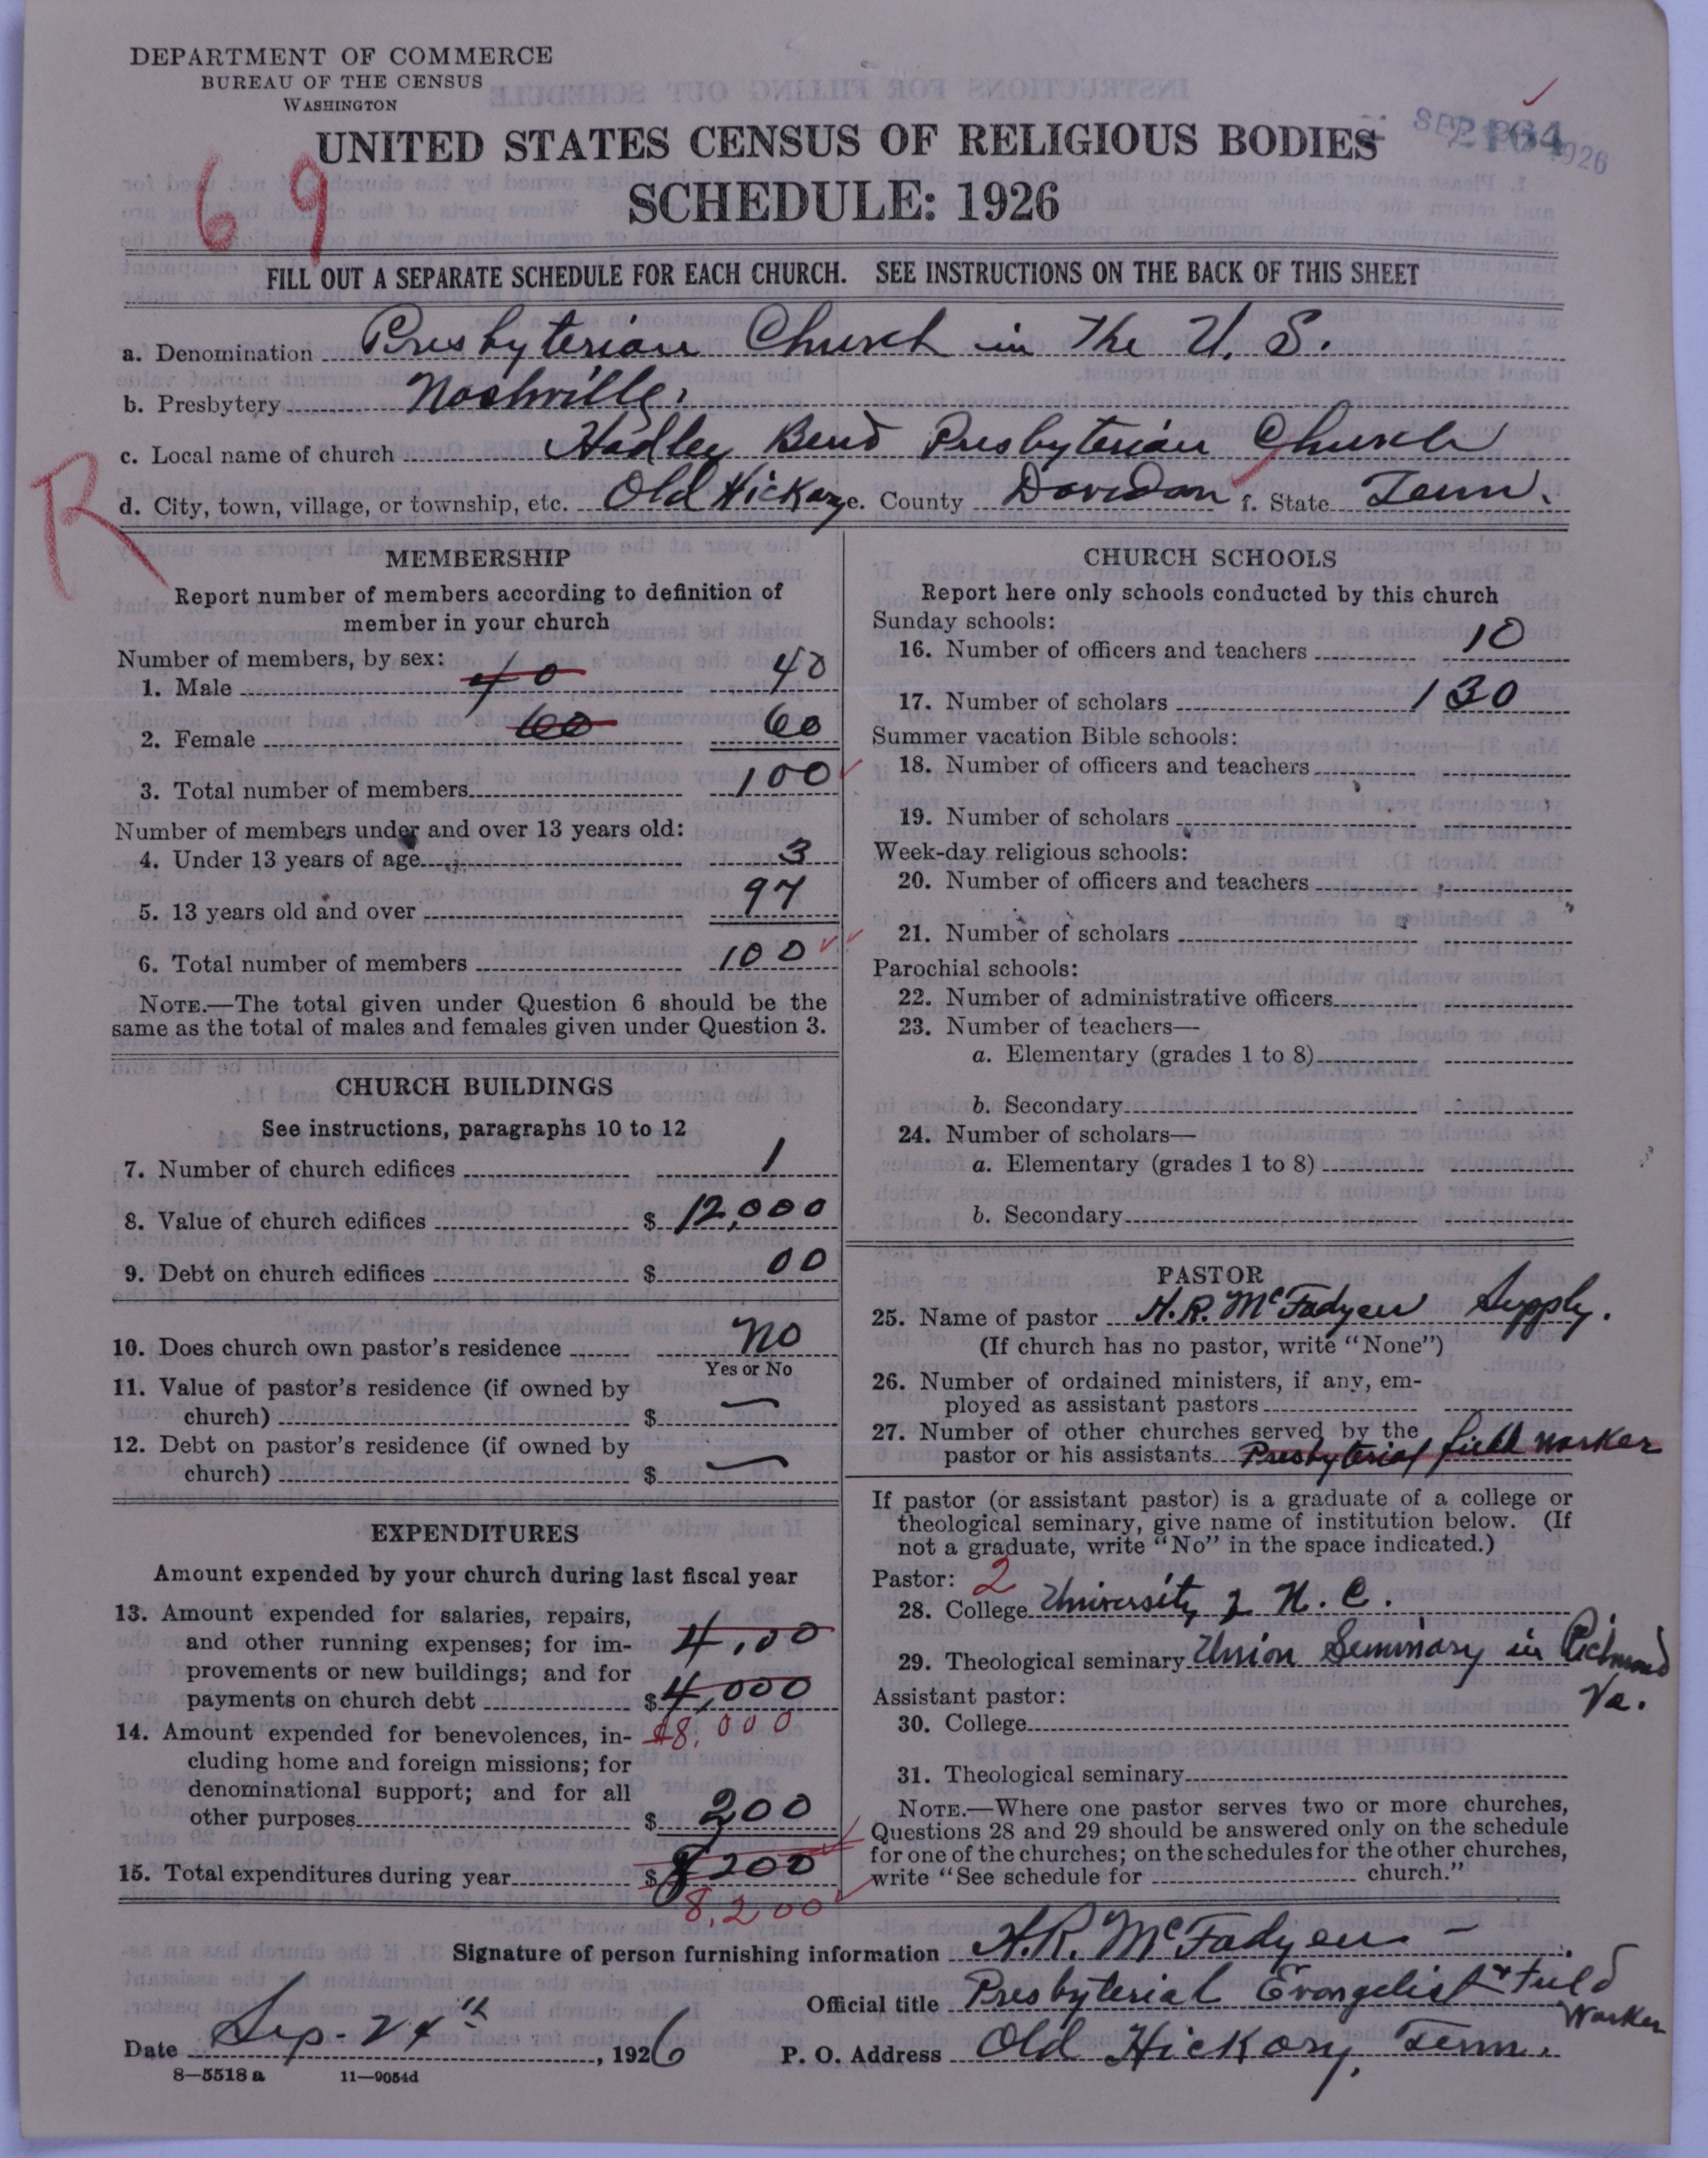 DEPARTMENT OF COMMERCE
BUREAU OF THE CENSUS
WASHINGTON
UNITED STATES CENSUS OF RELIGIOUS BODIES
SCHEDULE: 1926
69
FILL OUT A SEPARATE SCHEDULE FOR EACH CHURCH. SEE INSTRUCTIONS ON THE BACK OF THIS SHEET
a. Denomination Presbyterian Church in The U. S.
b. Presbytery Nashville.
c. Local name of church Hadley Bend Presbyterian Church
R
d. City, town, village, or township, etc. Old Hickory e. County Davidson f. State Tenn.
MEMBERSHIP
Report number of members according to definition of
member in your church
Number of members, by sex:
1. Male 40 40
2. Female 60 60
3. Total number of members 100
Number of members under and over 13 years old:
4. Under 13 years of age 3
5. 13 years old and over 97
6. Total number of members 100
NOTE.—The total given under Question 6 should be the
same as the total of males and females given under Question 3.
CHURCH BUILDINGS
See instructions, paragraphs 10 to 12
7. Number of church edifices 1
8. Value of church edifices $ 12,000
9. Debt on church edifices $ 00
10. Does church own pastor's residence no
Yes or No
11. Value of pastor's residence (if owned by
church) $ —
12. Debt on pastor's residence (if owned by
church) $ —
EXPENDITURES
Amount expended by your church during last fiscal year
13. Amount expended for salaries, repairs,
and other running expenses; for im- 4,00
provements or new buildings; and for
payments on church debt $ 4,000
14. Amount expended for benevolences, in- $8,000
cluding home and foreign missions; for
denominational support; and for all
other purposes $ 200
15. Total expenditures during year $ 8200
8,200
CHURCH SCHOOLS
Report here only schools conducted by this church
Sunday schools:
16. Number of officers and teachers 10
17. Number of scholars 130
Summer vacation Bible schools:
18. Number of officers and teachers
19. Number of scholars
Week-day religious schools:
20. Number of officers and teachers
21. Number of scholars
Parochial schools:
22. Number of administrative officers
23. Number of teachers—
a. Elementary (grades 1 to 8)
b. Secondary
24. Number of scholars—
a. Elementary (grades 1 to 8)
b. Secondary
PASTOR
25. Name of pastor H. R. McFadyen Supply.
(If church has no pastor, write "None")
26. Number of ordained ministers, if any, em-
ployed as assistant pastors
27. Number of other churches served by the
pastor or his assistants Presbyterial field worker
If pastor (or assistant pastor) is a graduate of a college or
theological seminary, give name of institution below. (If
not a graduate, write "No" in the space indicated.)
Pastor: 2
28. College University of N. C.
29. Theological seminary Union Seminary in Richmond
Va.
Assistant pastor:
30. College
31. Theological seminary
NOTE.—Where one pastor serves two or more churches,
Questions 28 and 29 should be answered only on the schedule
for one of the churches; on the schedules for the other churches,
write "See schedule for church."
Signature of person furnishing information H. R. McFadyen
Official title Presbyterial Evangelist & Field
Worker
Date Sep- 24th, 1926
P. O. Address Old Hickory, Tenn.
8—5518 a 11—9054d